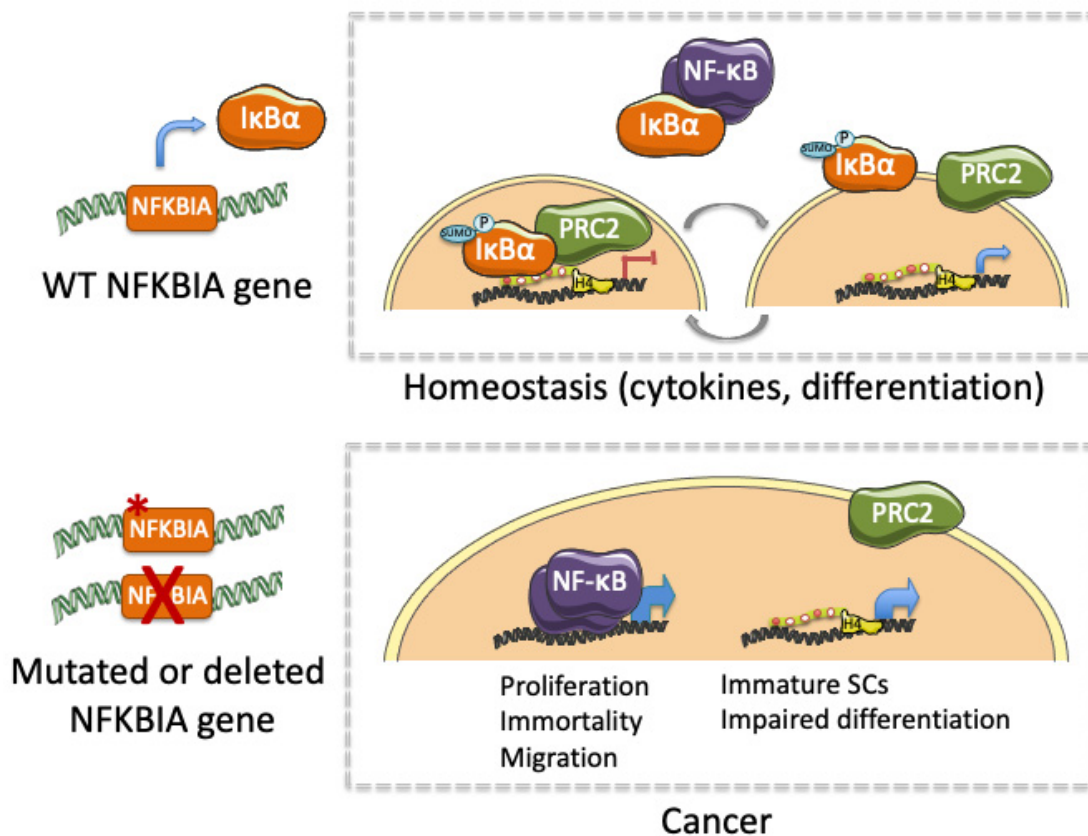 NF-κB
IκBα
IκBα
NFKBIA
WT NFKBIA gene
SUMO
P
IκBα
PRC2
H4
SUMO
P
IκBα
PRC2
H4
Homeostasis (cytokines, differentiation)
*
NFKBIA
NFKBIA
Mutated or deleted
NFKBIA gene
PRC2
NF-κB
H4
Proliferation
Immortality
Migration
Immature SCs
Impaired differentiation
Cancer